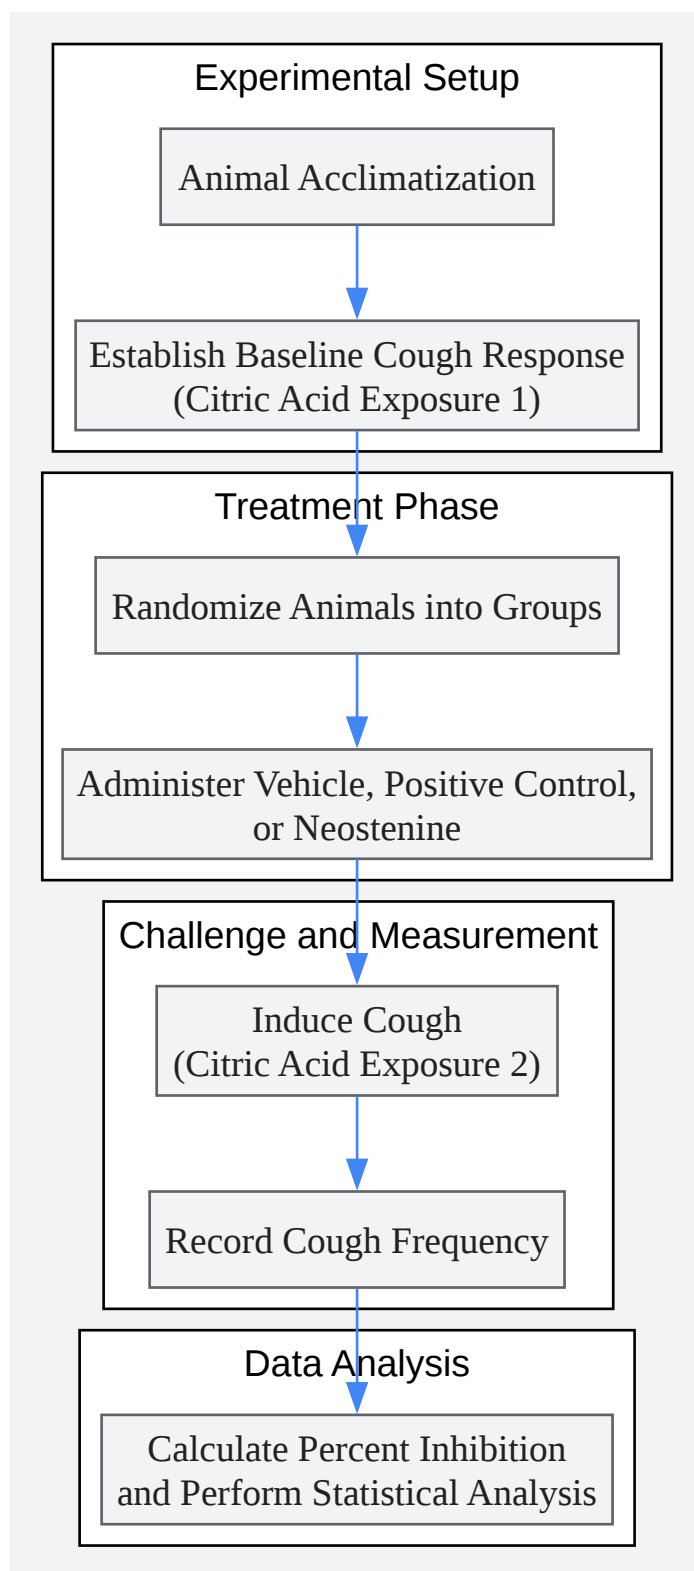 Experimental Setup
Animal Acclimatization
Establish Baseline Cough Response
(Citric Acid Exposure 1)
Treatment Phase
Randomize Animals into Groups
Administer Vehicle, Positive Control,
or Neostenine
Challenge and Measurement
Induce Cough
(Citric Acid Exposure 2)
Record Cough Frequency
Data Analysis
Calculate Percent Inhibition
and Perform Statistical Analysis